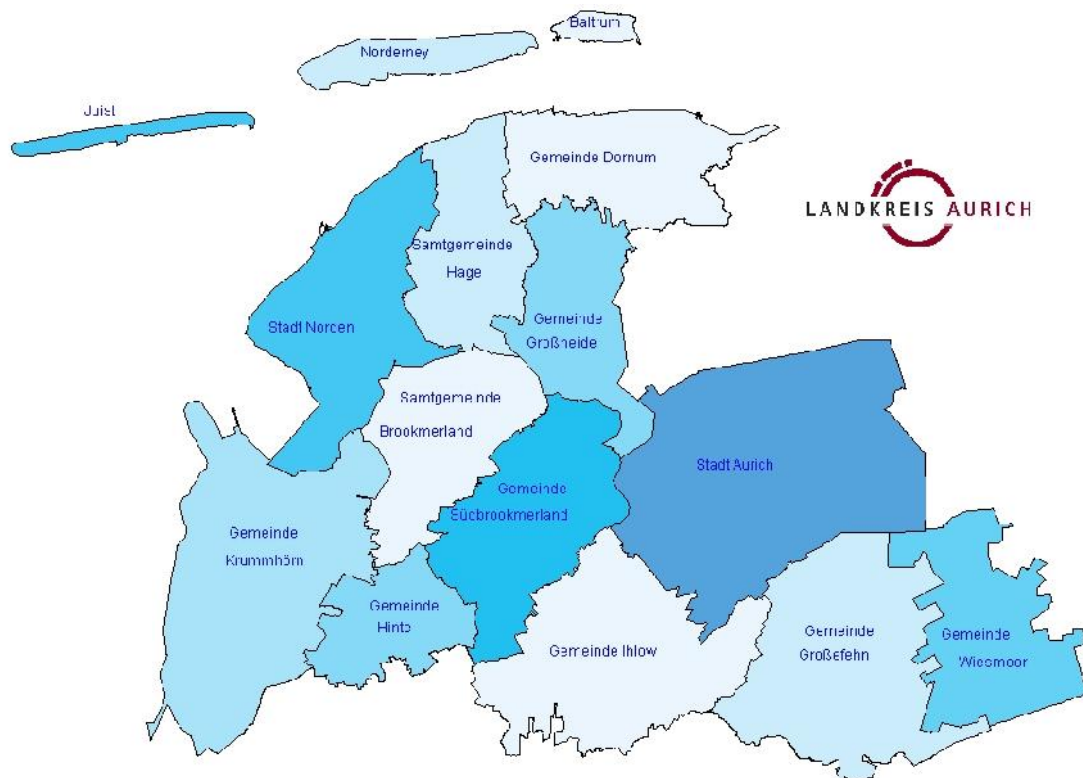 Baltrum
Norderney
Juist
Gemeinde Dornum
LANDKREIS AURICH
Samtgemeinde
Hage
Stadt Norden
Gemeinde
Großheide
Samtgemeinde
Brookmerland
Stadt Aurich
Gemeinde
Südbrookmerland
Gemeinde
Krummhörn
Gemeinde
Hinte
Gemeinde Ihlow
Gemeinde
Großefehn
Gemeinde
Wiesmoor